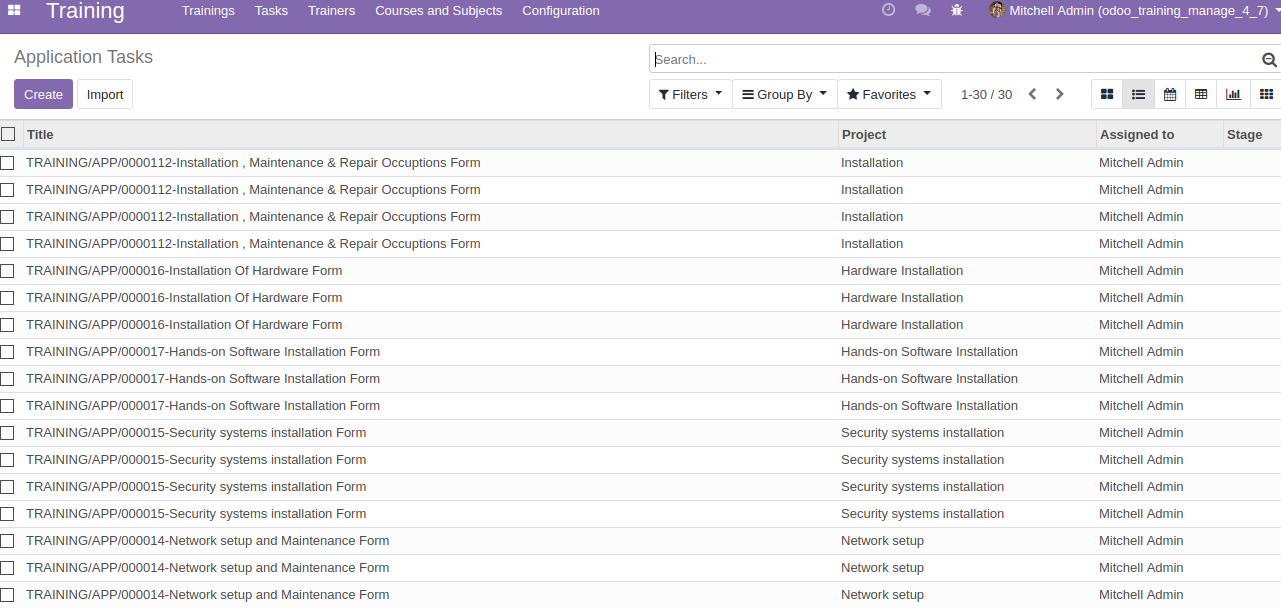 Training Trainings Tasks Trainers Courses and Subjects Configuration Mitchell Admin (odoo_training_manage_4_7)
Application Tasks
Search...
Create Import Filters Group By Favorites 1-30 / 30
Title Project Assigned to Stage
TRAINING/APP/0000112-Installation , Maintenance & Repair Occuptions Form Installation Mitchell Admin
TRAINING/APP/0000112-Installation , Maintenance & Repair Occuptions Form Installation Mitchell Admin
TRAINING/APP/0000112-Installation , Maintenance & Repair Occuptions Form Installation Mitchell Admin
TRAINING/APP/0000112-Installation , Maintenance & Repair Occuptions Form Installation Mitchell Admin
TRAINING/APP/000016-Installation Of Hardware Form Hardware Installation Mitchell Admin
TRAINING/APP/000016-Installation Of Hardware Form Hardware Installation Mitchell Admin
TRAINING/APP/000016-Installation Of Hardware Form Hardware Installation Mitchell Admin
TRAINING/APP/000017-Hands-on Software Installation Form Hands-on Software Installation Mitchell Admin
TRAINING/APP/000017-Hands-on Software Installation Form Hands-on Software Installation Mitchell Admin
TRAINING/APP/000017-Hands-on Software Installation Form Hands-on Software Installation Mitchell Admin
TRAINING/APP/000015-Security systems installation Form Security systems installation Mitchell Admin
TRAINING/APP/000015-Security systems installation Form Security systems installation Mitchell Admin
TRAINING/APP/000015-Security systems installation Form Security systems installation Mitchell Admin
TRAINING/APP/000015-Security systems installation Form Security systems installation Mitchell Admin
TRAINING/APP/000014-Network setup and Maintenance Form Network setup Mitchell Admin
TRAINING/APP/000014-Network setup and Maintenance Form Network setup Mitchell Admin
TRAINING/APP/000014-Network setup and Maintenance Form Network setup Mitchell Admin